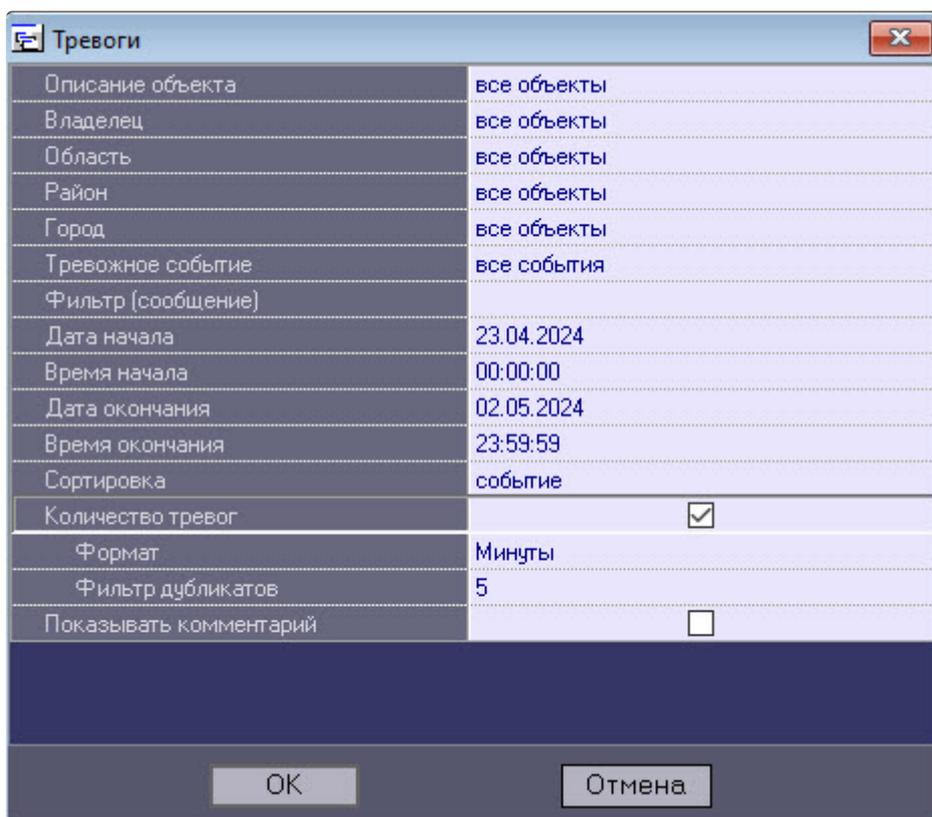 Тревоги
Описание объекта все объекты
Владелец все объекты
Область все объекты
Район все объекты
Город все объекты
Тревожное событие все события
Фильтр (сообщение)
Дата начала 23.04.2024
Время начала 00:00:00
Дата окончания 02.05.2024
Время окончания 23:59:59
Сортировка событие
Количество тревог
Формат Минуты
Фильтр дубликатов 5
Показывать комментарий
OK Отмена